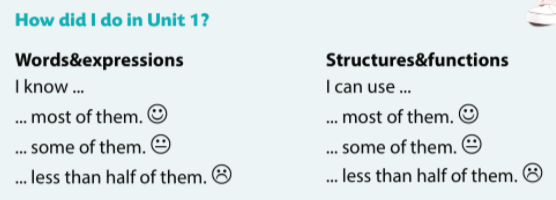 How did I do in Unit 1?
Words&expressions
I know ...
... most of them. ☺
... some of them. 😐
... less than half of them. ☹
Structures&functions
I can use ...
... most of them. ☺
... some of them. 😐
... less than half of them. ☹